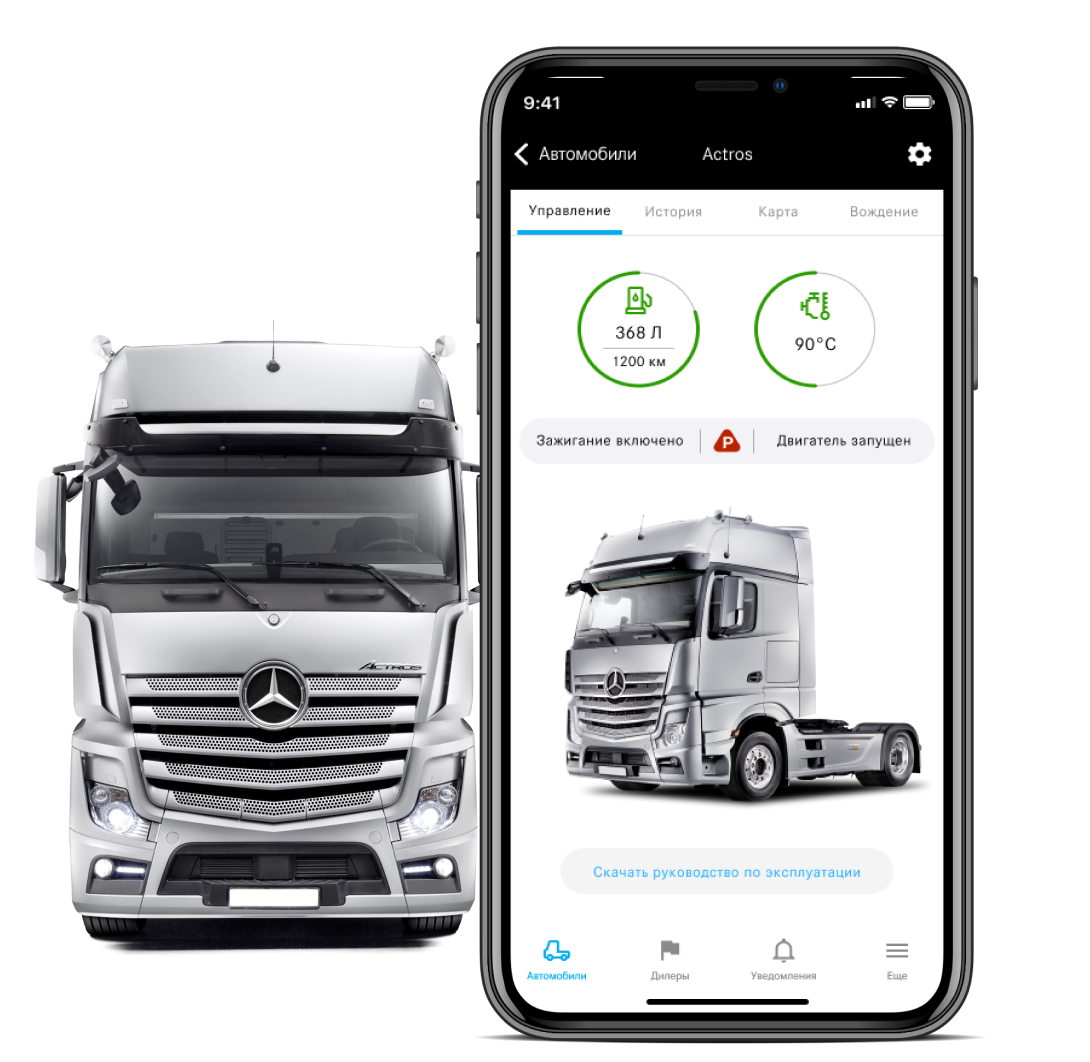 9:41
Автомобили
Actros
Управление
История
Карта
Вождение
368 Л
1200 км
90°C
Зажигание включено
P
Двигатель запущен
ACTROS
Скачать руководство по эксплуатации
Автомобили
Дилеры
Уведомления
Еще